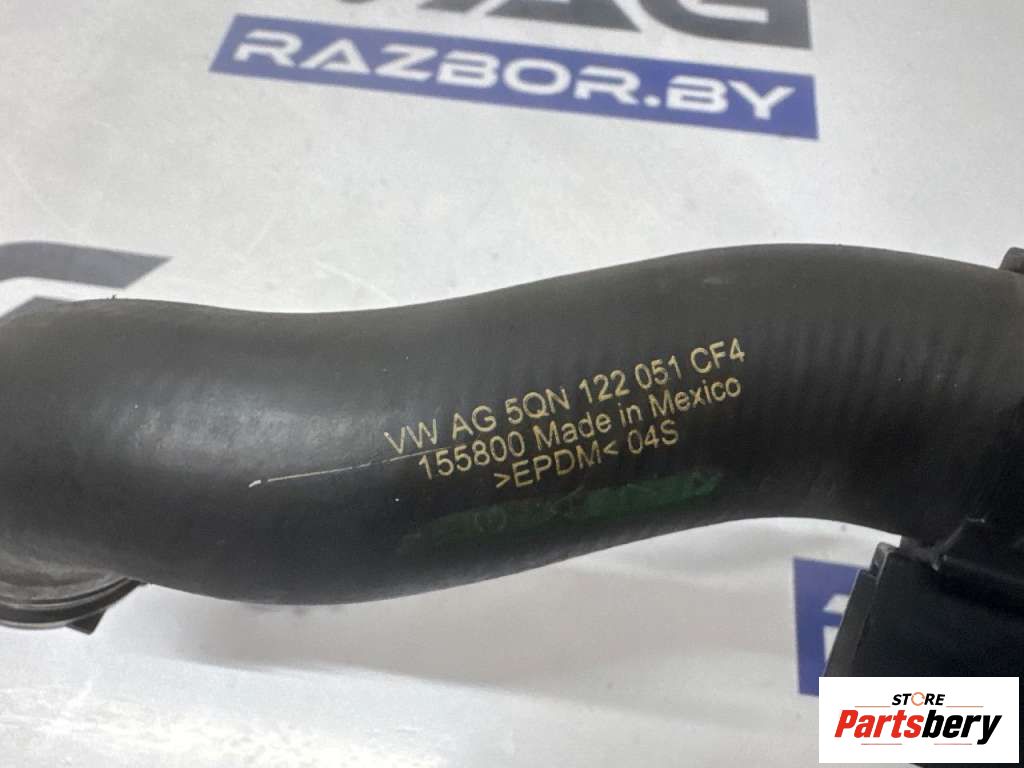 RAZBOR.BY
VW AG 5QN 122 051 CF4
155800 Made in Mexico
>EPDM< 04S
STORE
Partsbery